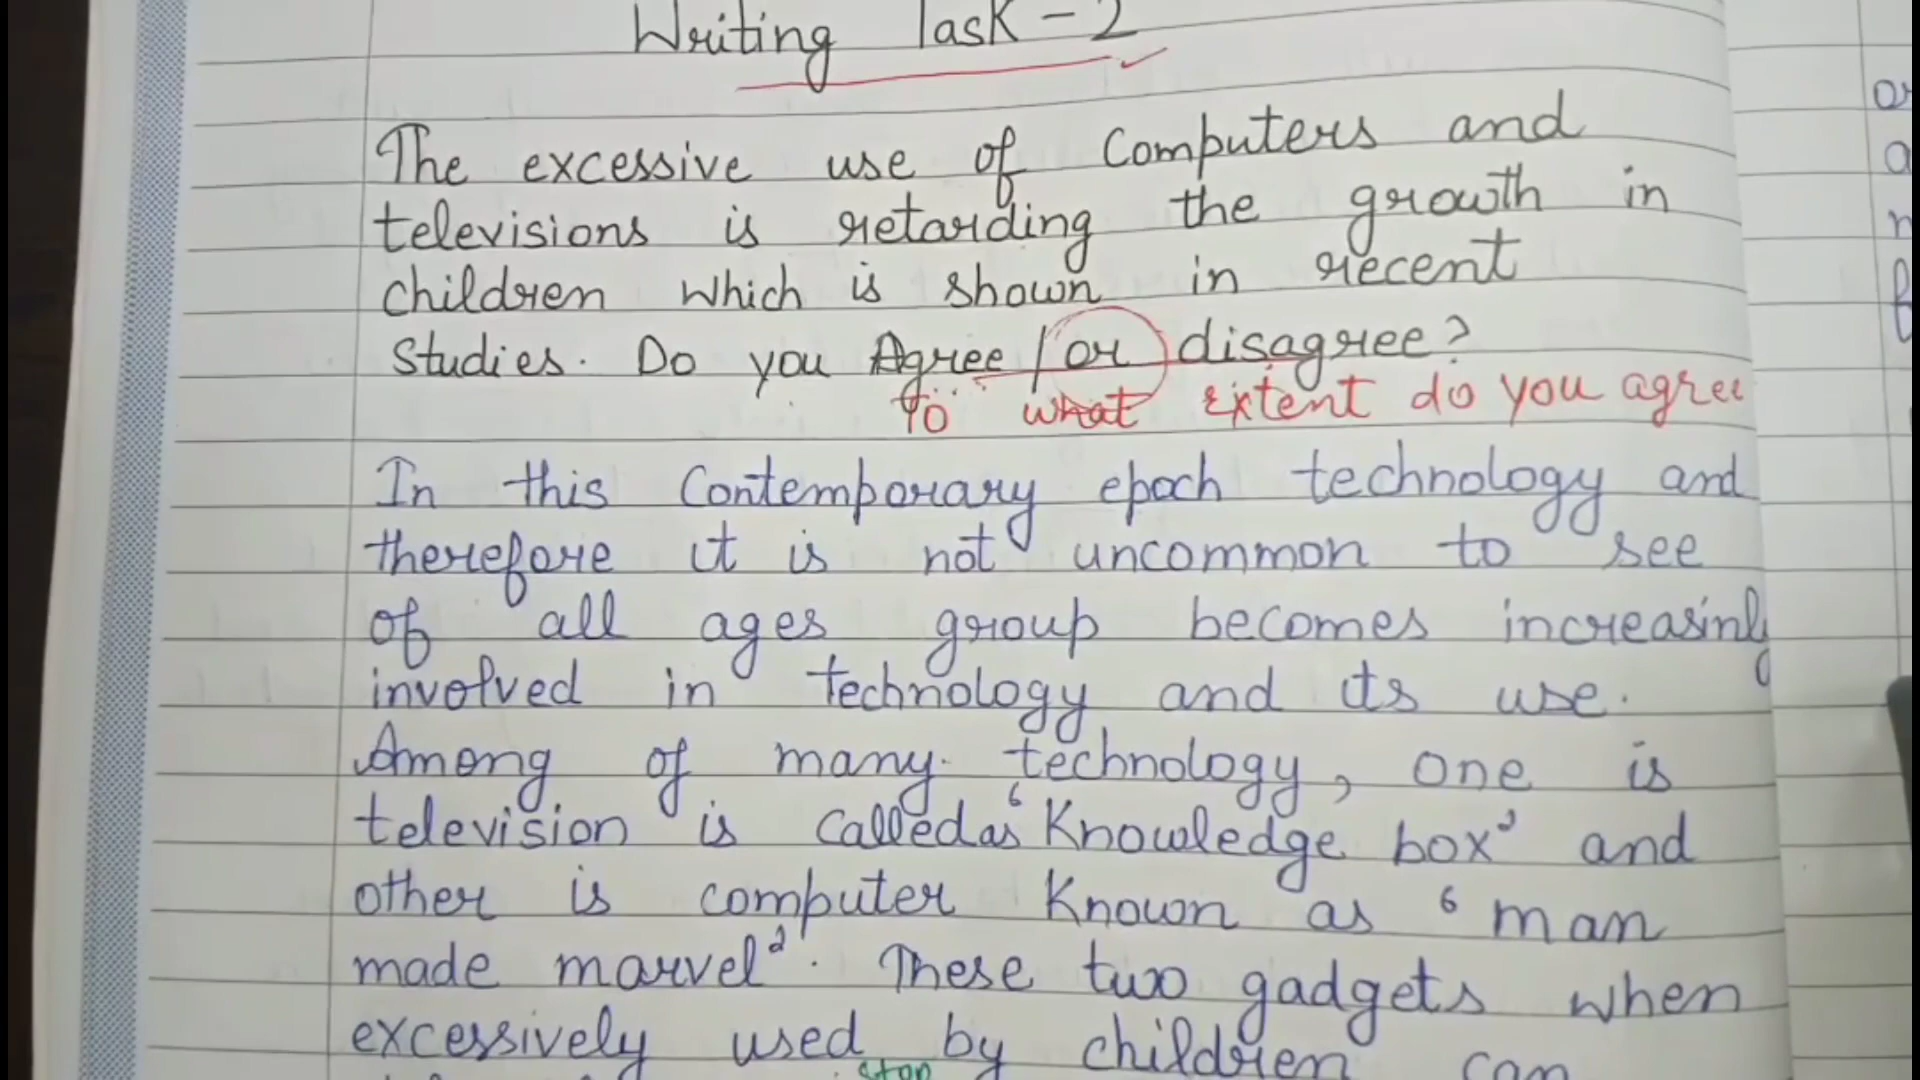 Writing Task - 2
The excessive use of Computers and
televisions is retarding the growth in
children which is shown in recent
studies. Do you Agree / or disagree?
To what extent do you agree
In this Contemporary epoch technology and
therefore it is not uncommon to see
of all ages group becomes increasinly
involved in technology and its use.
Among of many technology, one is
television is called as 'Knowledge box' and
other is computer Known as 'man
made marvel'. These two gadgets when
excessively used by children can
stop